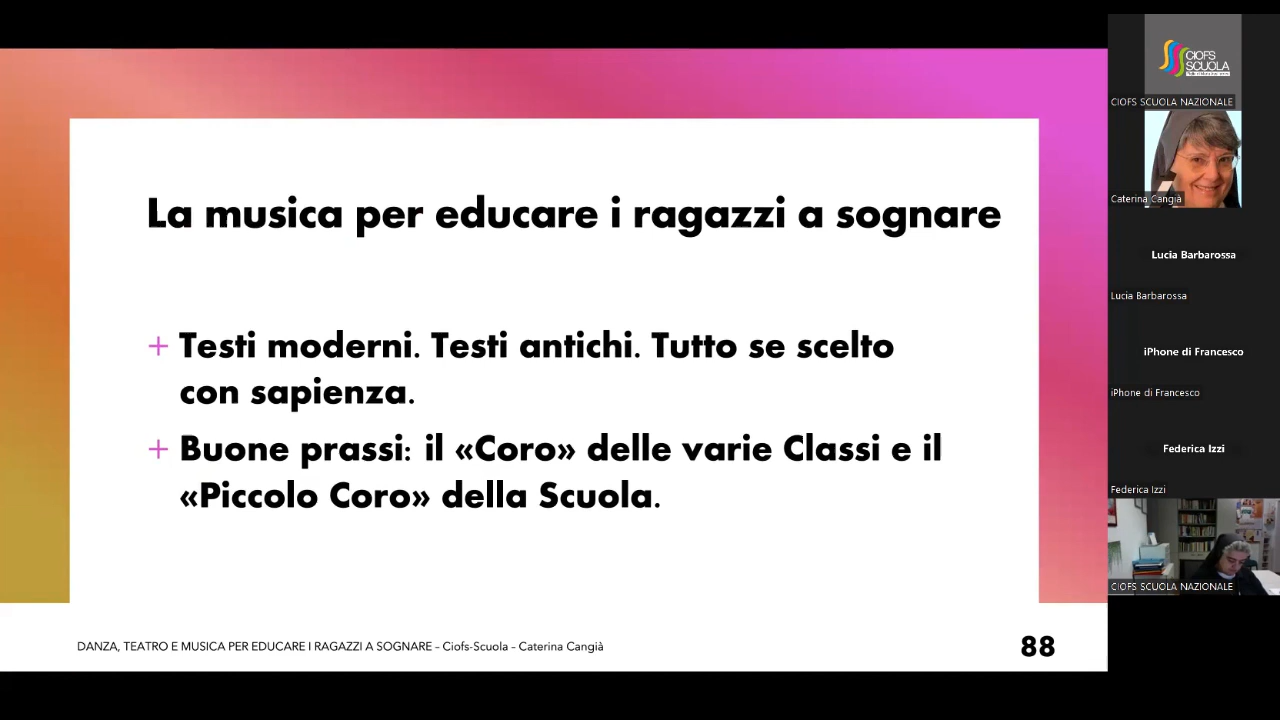 La musica per educare i ragazzi a sognare
+ Testi moderni. Testi antichi. Tutto se scelto
con sapienza.
+ Buone prassi: il «Coro» delle varie Classi e il
«Piccolo Coro» della Scuola.
DANZA, TEATRO E MUSICA PER EDUCARE I RAGAZZI A SOGNARE – Ciofs-Scuola – Caterina Cangià
88
CIOFS
SCUOLA
CIOFS SCUOLA NAZIONALE
Caterina Cangià
Lucia Barbarossa
Lucia Barbarossa
iPhone di Francesco
iPhone di Francesco
Federica Izzi
Federica Izzi
CIOFS SCUOLA NAZIONALE